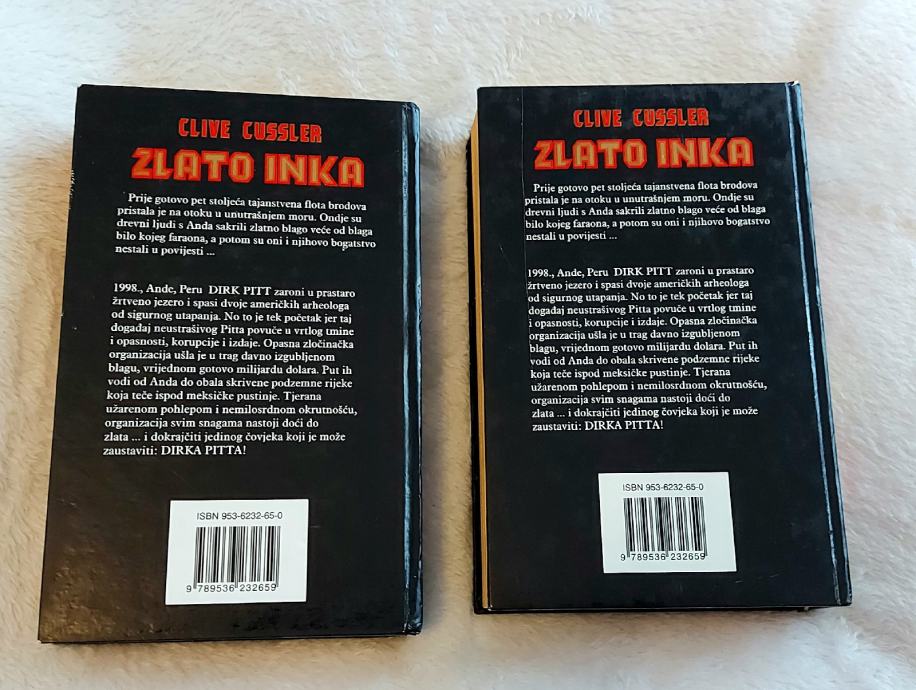 CLIVE CUSSLER
ZLATO INKA
Prije gotovo pet stoljeća tajanstvena flota brodova
pristala je na otoku u unutrašnjem moru. Ondje su
drevni ljudi s Anda sakrili zlatno blago veće od blaga
bilo kojeg faraona, a potom su oni i njihovo bogatstvo
nestali u povijesti ...
1998., Ande, Peru DIRK PITT zaroni u prastaro
žrtveno jezero i spasi dvoje američkih arheologa
od sigurnog utapanja. No to je tek početak jer taj
događaj neustrašivog Pitta povuče u vrtlog tmine
i opasnosti, korupcije i izdaje. Opasna zločinačka
organizacija ušla je u trag davno izgubljenom
blagu, vrijednom gotovo milijardu dolara. Put ih
vodi od Anda do obala skrivene podzemne rijeke
koja teče ispod meksičke pustinje. Tjerana
užarenom pohlepom i nemilosrdnom okrutnošću,
organizacija svim snagama nastoji doći do
zlata ... i dokrajčiti jedinog čovjeka koji je može
zaustaviti: DIRKA PITTA!
ISBN 953-6232-65-0
9 789536 232659
CLIVE CUSSLER
ZLATO INKA
Prije gotovo pet stoljeća tajanstvena flota brodova
pristala je na otoku u unutrašnjem moru. Ondje su
drevni ljudi s Anda sakrili zlatno blago veće od blaga
bilo kojeg faraona, a potom su oni i njihovo bogatstvo
nestali u povijesti ...
1998., Ande, Peru DIRK PITT zaroni u prastaro
žrtveno jezero i spasi dvoje američkih arheologa
od sigurnog utapanja. No to je tek početak jer taj
događaj neustrašivog Pitta povuče u vrtlog tmine
i opasnosti, korupcije i izdaje. Opasna zločinačka
organizacija ušla je u trag davno izgubljenom
blagu, vrijednom gotovo milijardu dolara. Put ih
vodi od Anda do obala skrivene podzemne rijeke
koja teče ispod meksičke pustinje. Tjerana
užarenom pohlepom i nemilosrdnom okrutnošću,
organizacija svim snagama nastoji doći do
zlata ... i dokrajčiti jedinog čovjeka koji je može
zaustaviti: DIRKA PITTA!
ISBN 953-6232-65-0
9 789536 232659